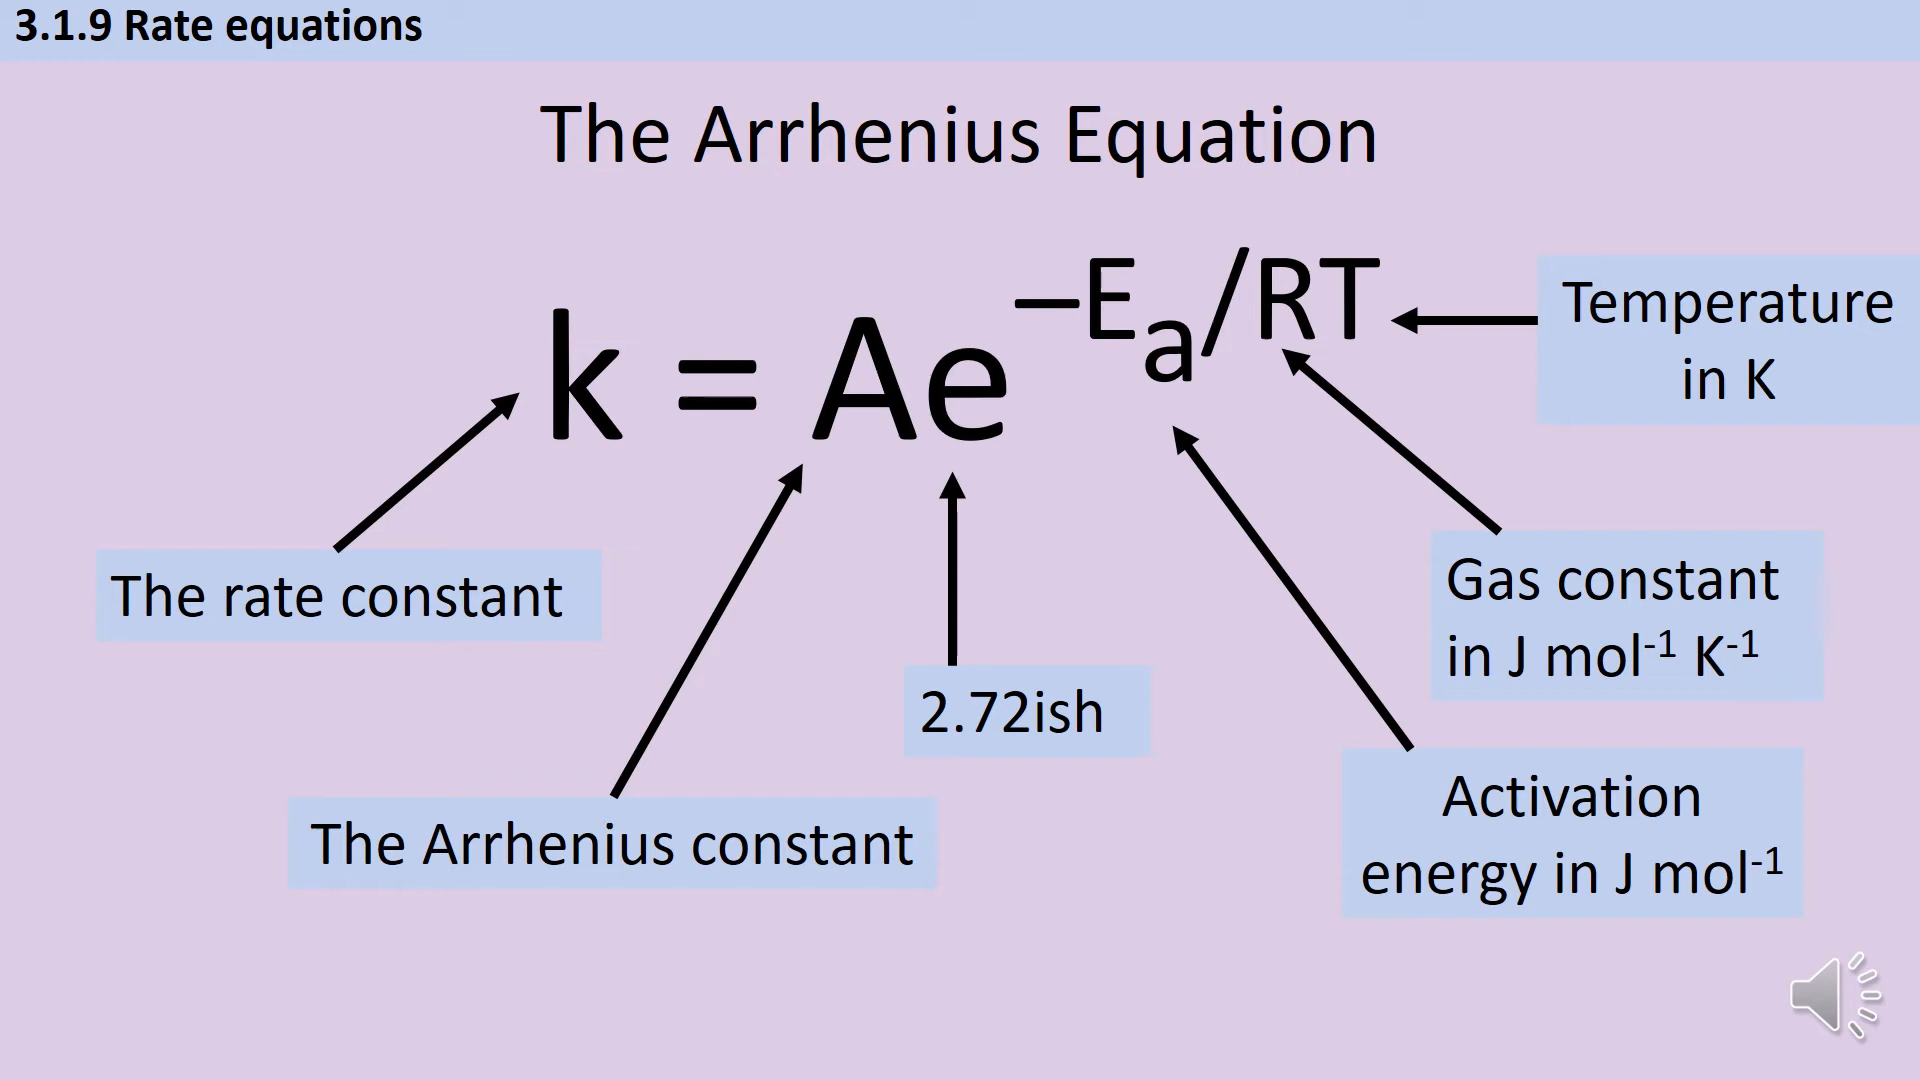 3.1.9 Rate equations
The Arrhenius Equation
k = Ae–Ea/RT
Temperature
in K
The rate constant
Gas constant
in J mol-1 K-1
2.72ish
Activation
energy in J mol-1
The Arrhenius constant